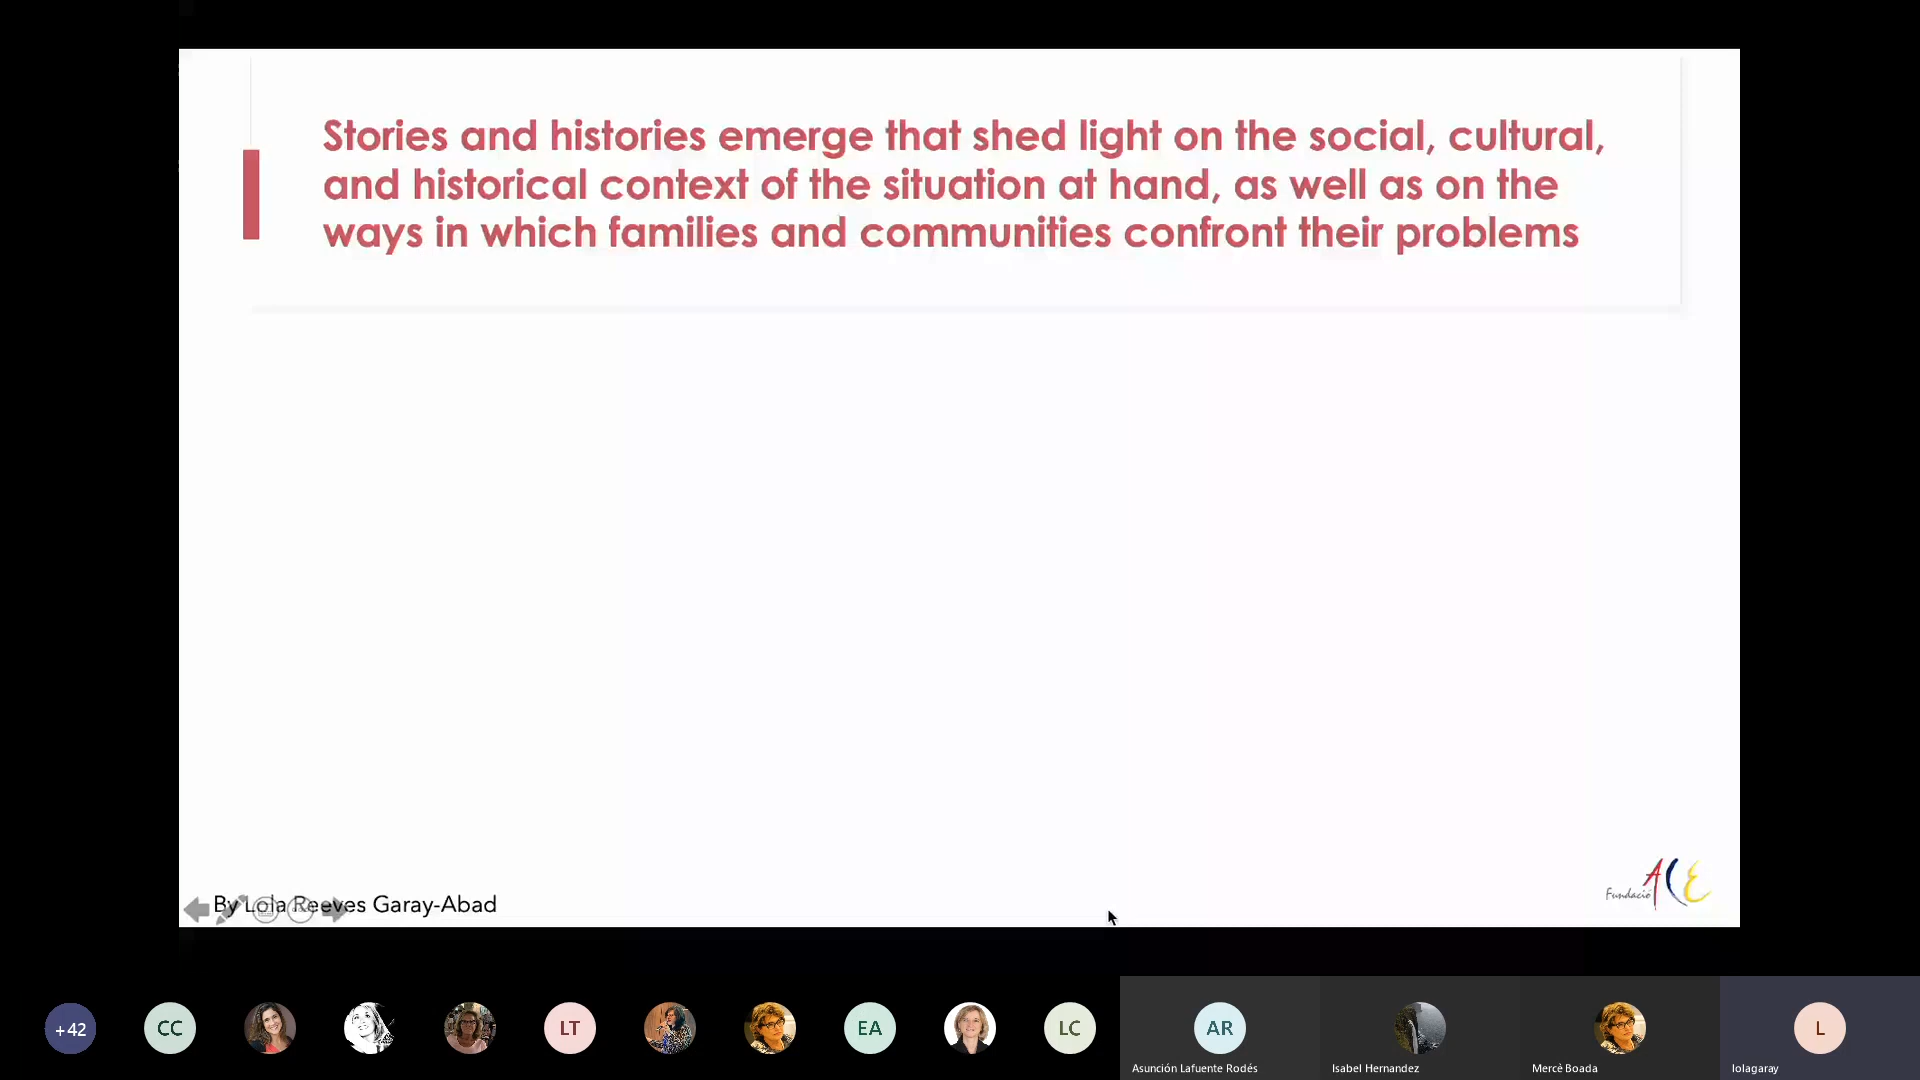 Stories and histories emerge that shed light on the social, cultural,
and historical context of the situation at hand, as well as on the
ways in which families and communities confront their problems
By Lola Reeves Garay-Abad
Fundació ACE
+42
CC
LT
EA
LC
AR
L
Asunción Lafuente Rodés
Isabel Hernandez
Mercè Boada
lolagaray